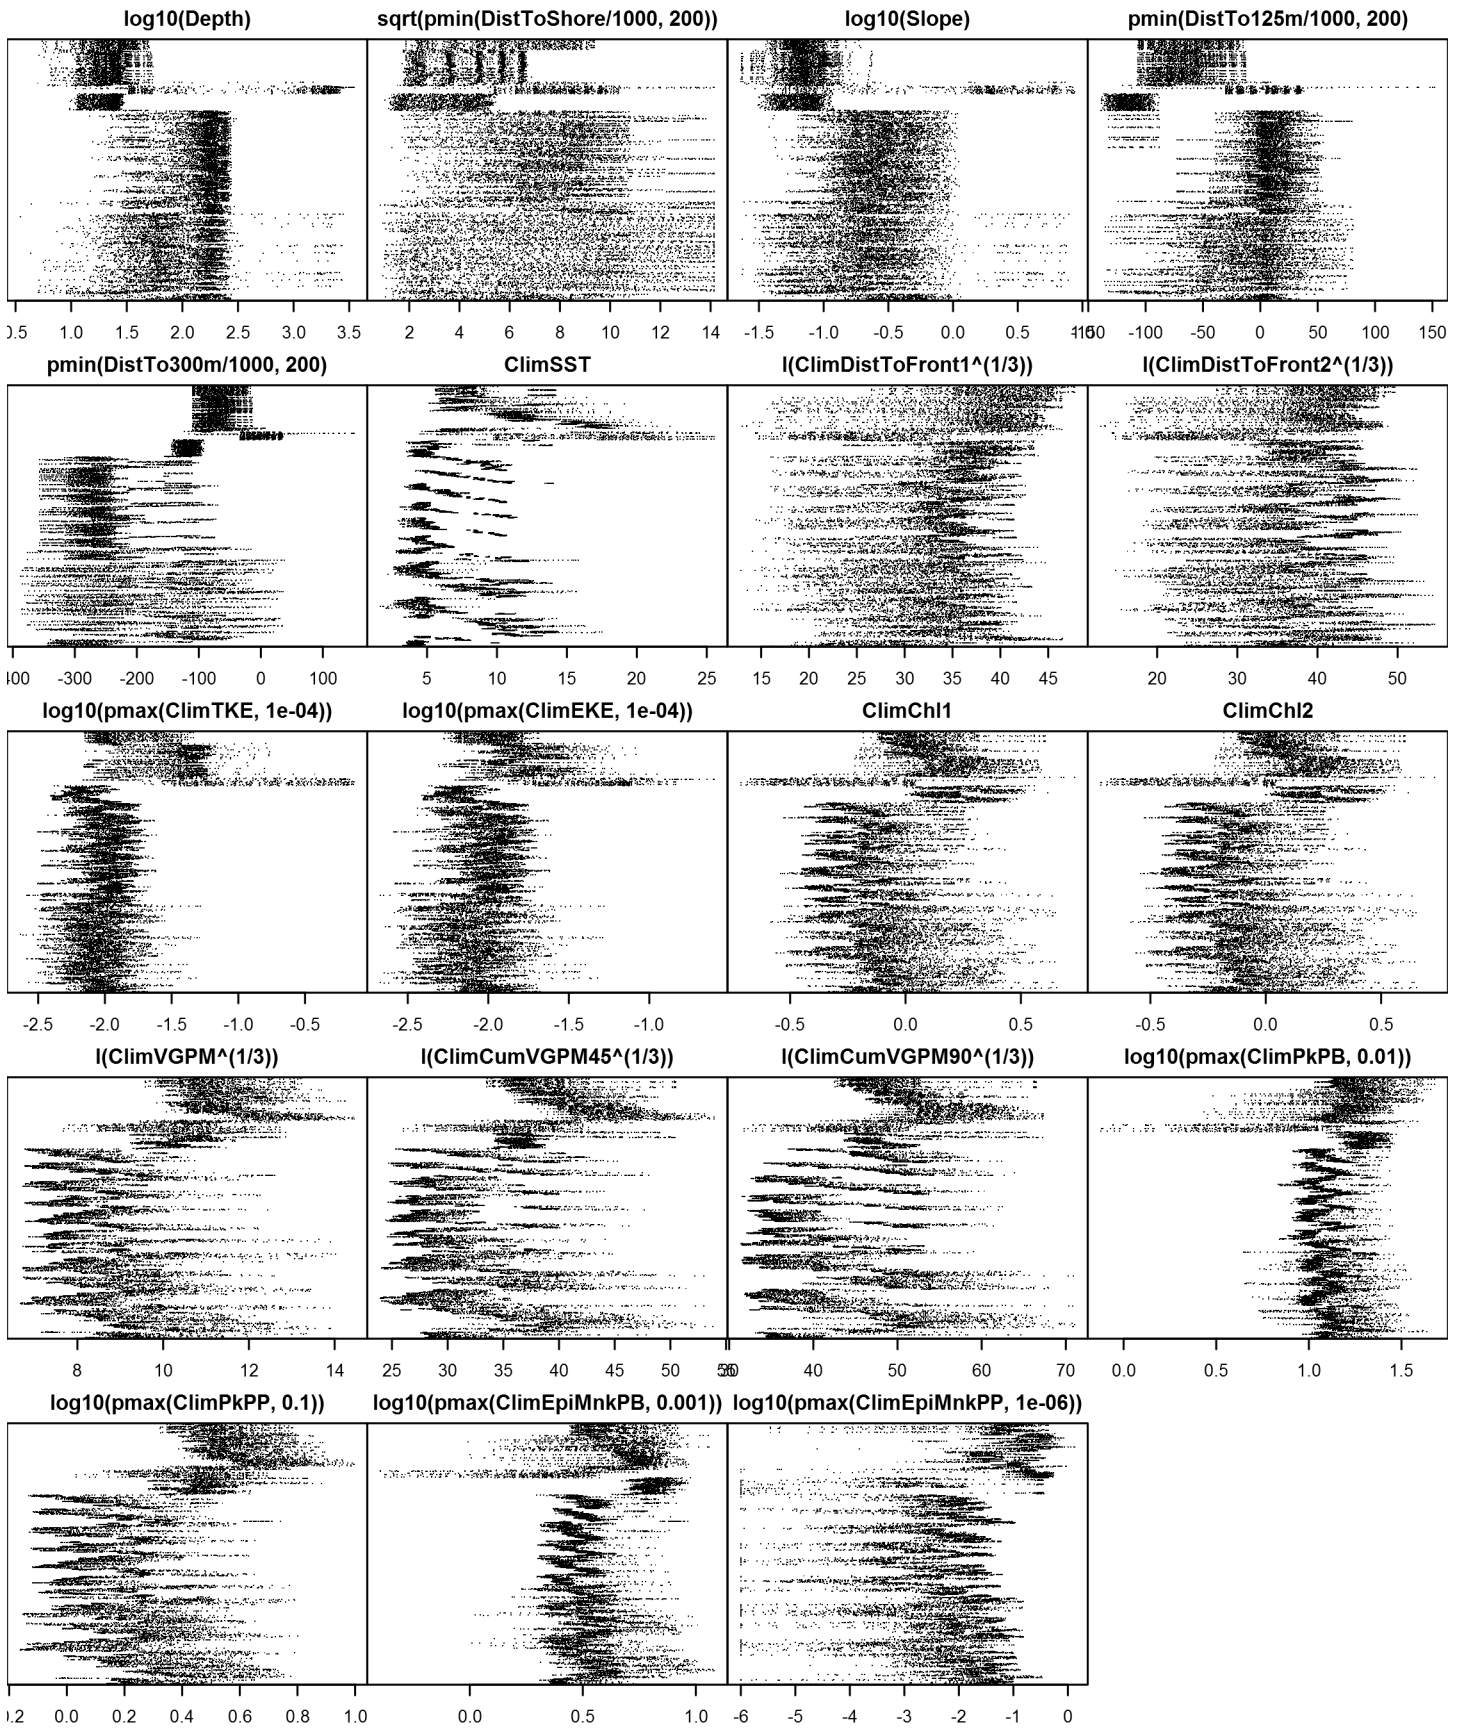 log10(Depth) sqrt(pmin(DistToShore/1000, 200)) log10(Slope) pmin(DistTo125m/1000, 200)
0.5 1.0 1.5 2.0 2.5 3.0 3.5 2 4 6 8 10 12 14 -1.5 -1.0 -0.5 0.0 0.5 -100 -50 0 50 100 150
pmin(DistTo300m/1000, 200) ClimSST I(ClimDistToFront1^(1/3)) I(ClimDistToFront2^(1/3))
-300 -200 -100 0 100 5 10 15 20 25 15 20 25 30 35 40 45 20 30 40 50
log10(pmax(ClimTKE, 1e-04)) log10(pmax(ClimEKE, 1e-04)) ClimChl1 ClimChl2
-2.5 -2.0 -1.5 -1.0 -0.5 -2.5 -2.0 -1.5 -1.0 -0.5 0.0 0.5 -0.5 0.0 0.5
I(ClimVGPM^(1/3)) I(ClimCumVGPM45^(1/3)) I(ClimCumVGPM90^(1/3)) log10(pmax(ClimPkPB, 0.01))
8 10 12 14 25 30 35 40 45 50 40 50 60 70 0.0 0.5 1.0 1.5
log10(pmax(ClimPkPP, 0.1)) log10(pmax(ClimEpiMnkPB, 0.001)) log10(pmax(ClimEpiMnkPP, 1e-06))
0.0 0.2 0.4 0.6 0.8 1.0 0.0 0.5 1.0 -6 -5 -4 -3 -2 -1 0